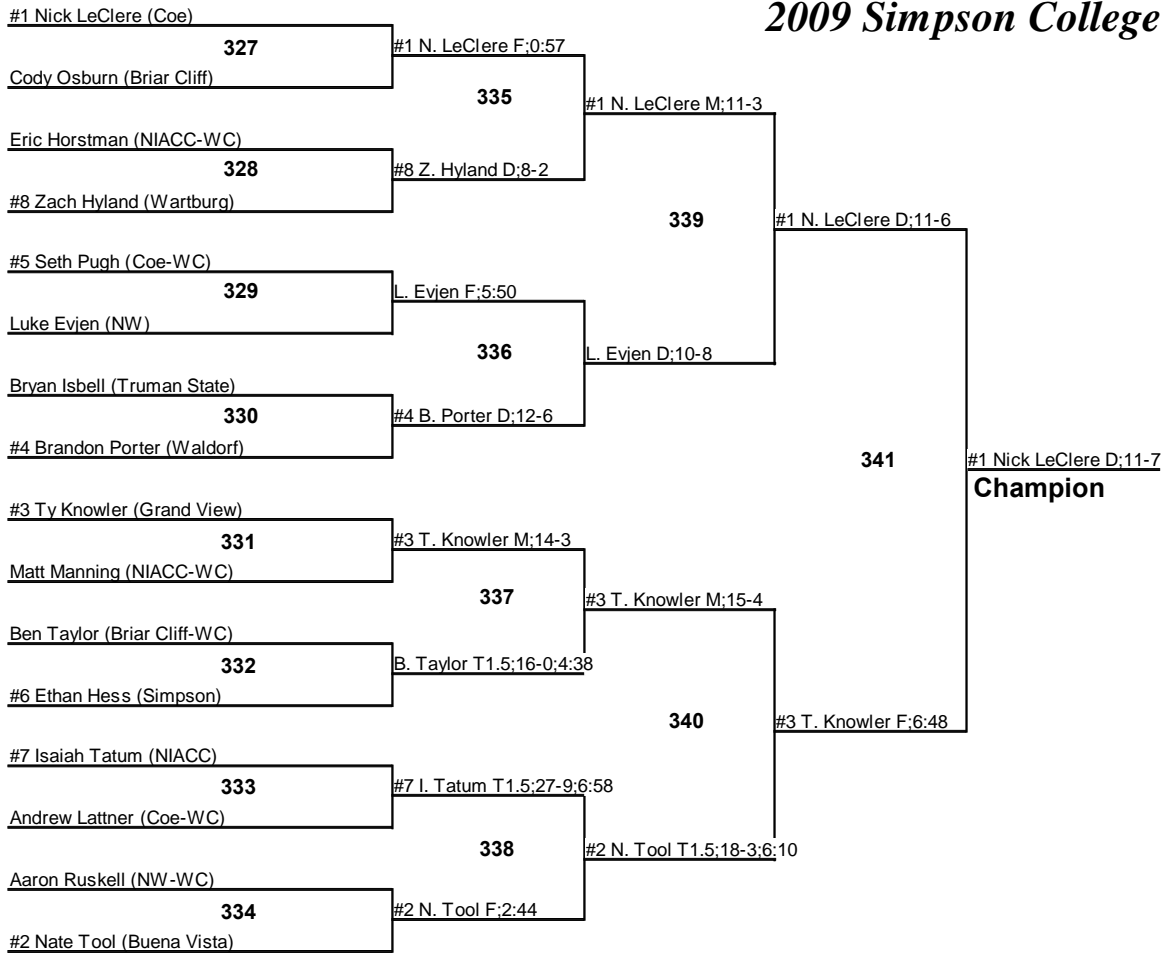 2009 Simpson College
#1 Nick LeClere (Coe)
327
Cody Osburn (Briar Cliff)
#1 N. LeClere F;0:57
335
Eric Horstman (NIACC-WC)
328
#8 Zach Hyland (Wartburg)
#8 Z. Hyland D;8-2
#1 N. LeClere M;11-3
339
#5 Seth Pugh (Coe-WC)
329
Luke Evjen (NW)
L. Evjen F;5:50
336
Bryan Isbell (Truman State)
330
#4 Brandon Porter (Waldorf)
#4 B. Porter D;12-6
L. Evjen D;10-8
#1 N. LeClere D;11-6
341
#1 Nick LeClere D;11-7
Champion
#3 Ty Knowler (Grand View)
331
Matt Manning (NIACC-WC)
#3 T. Knowler M;14-3
337
Ben Taylor (Briar Cliff-WC)
332
#6 Ethan Hess (Simpson)
B. Taylor T1.5;16-0;4:38
#3 T. Knowler M;15-4
340
#3 T. Knowler F;6:48
#7 Isaiah Tatum (NIACC)
333
Andrew Lattner (Coe-WC)
#7 I. Tatum T1.5;27-9;6:58
338
Aaron Ruskell (NW-WC)
334
#2 Nate Tool (Buena Vista)
#2 N. Tool F;2:44
#2 N. Tool T1.5;18-3;6:10